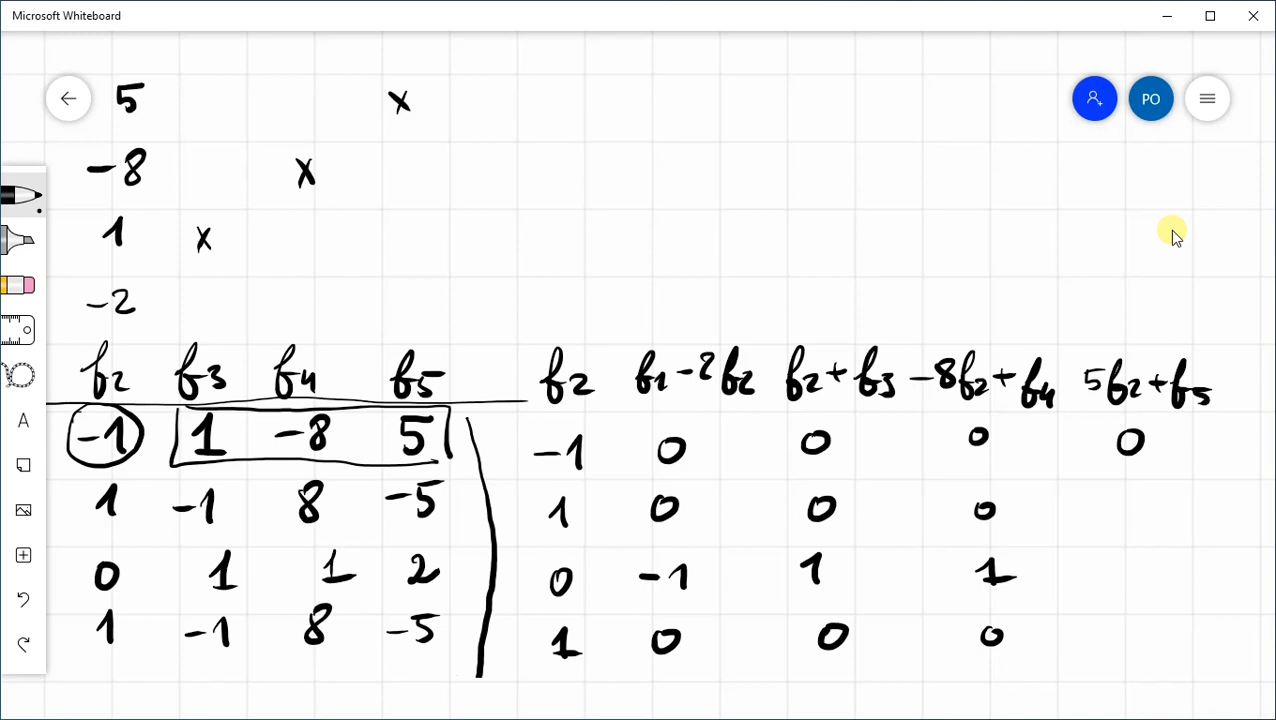 Microsoft Whiteboard
PO
5 x
-8 x
1 x
-2
f2 f3 f4 f5 f2 f1-2f2 f2+f3 -8f2+f4 5f2+f5
-1 1 -8 5 -1 0 0 0 0
1 -1 8 -5 1 0 0 0
0 1 1 2 0 -1 1 1
1 -1 8 -5 1 0 0 0
A